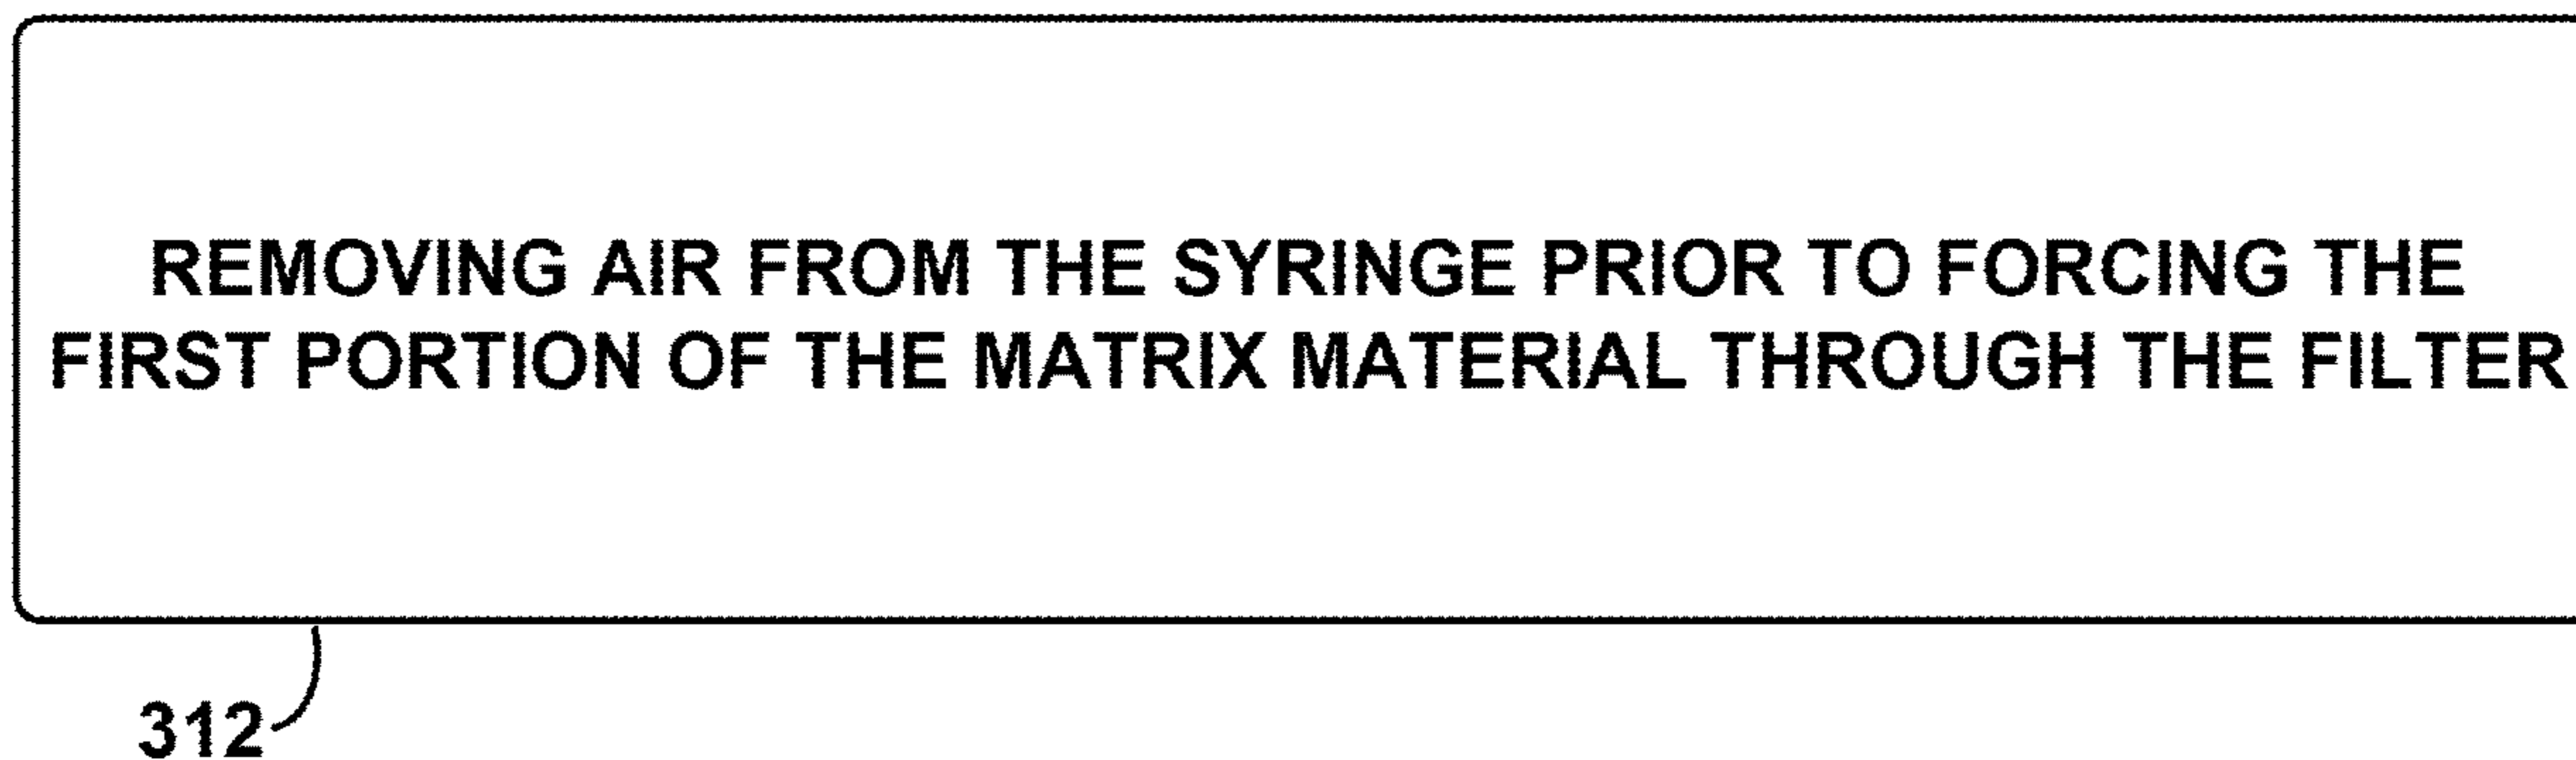 REMOVING AIR FROM THE SYRINGE PRIOR TO FORCING THE
FIRST PORTION OF THE MATRIX MATERIAL THROUGH THE FILTER
312